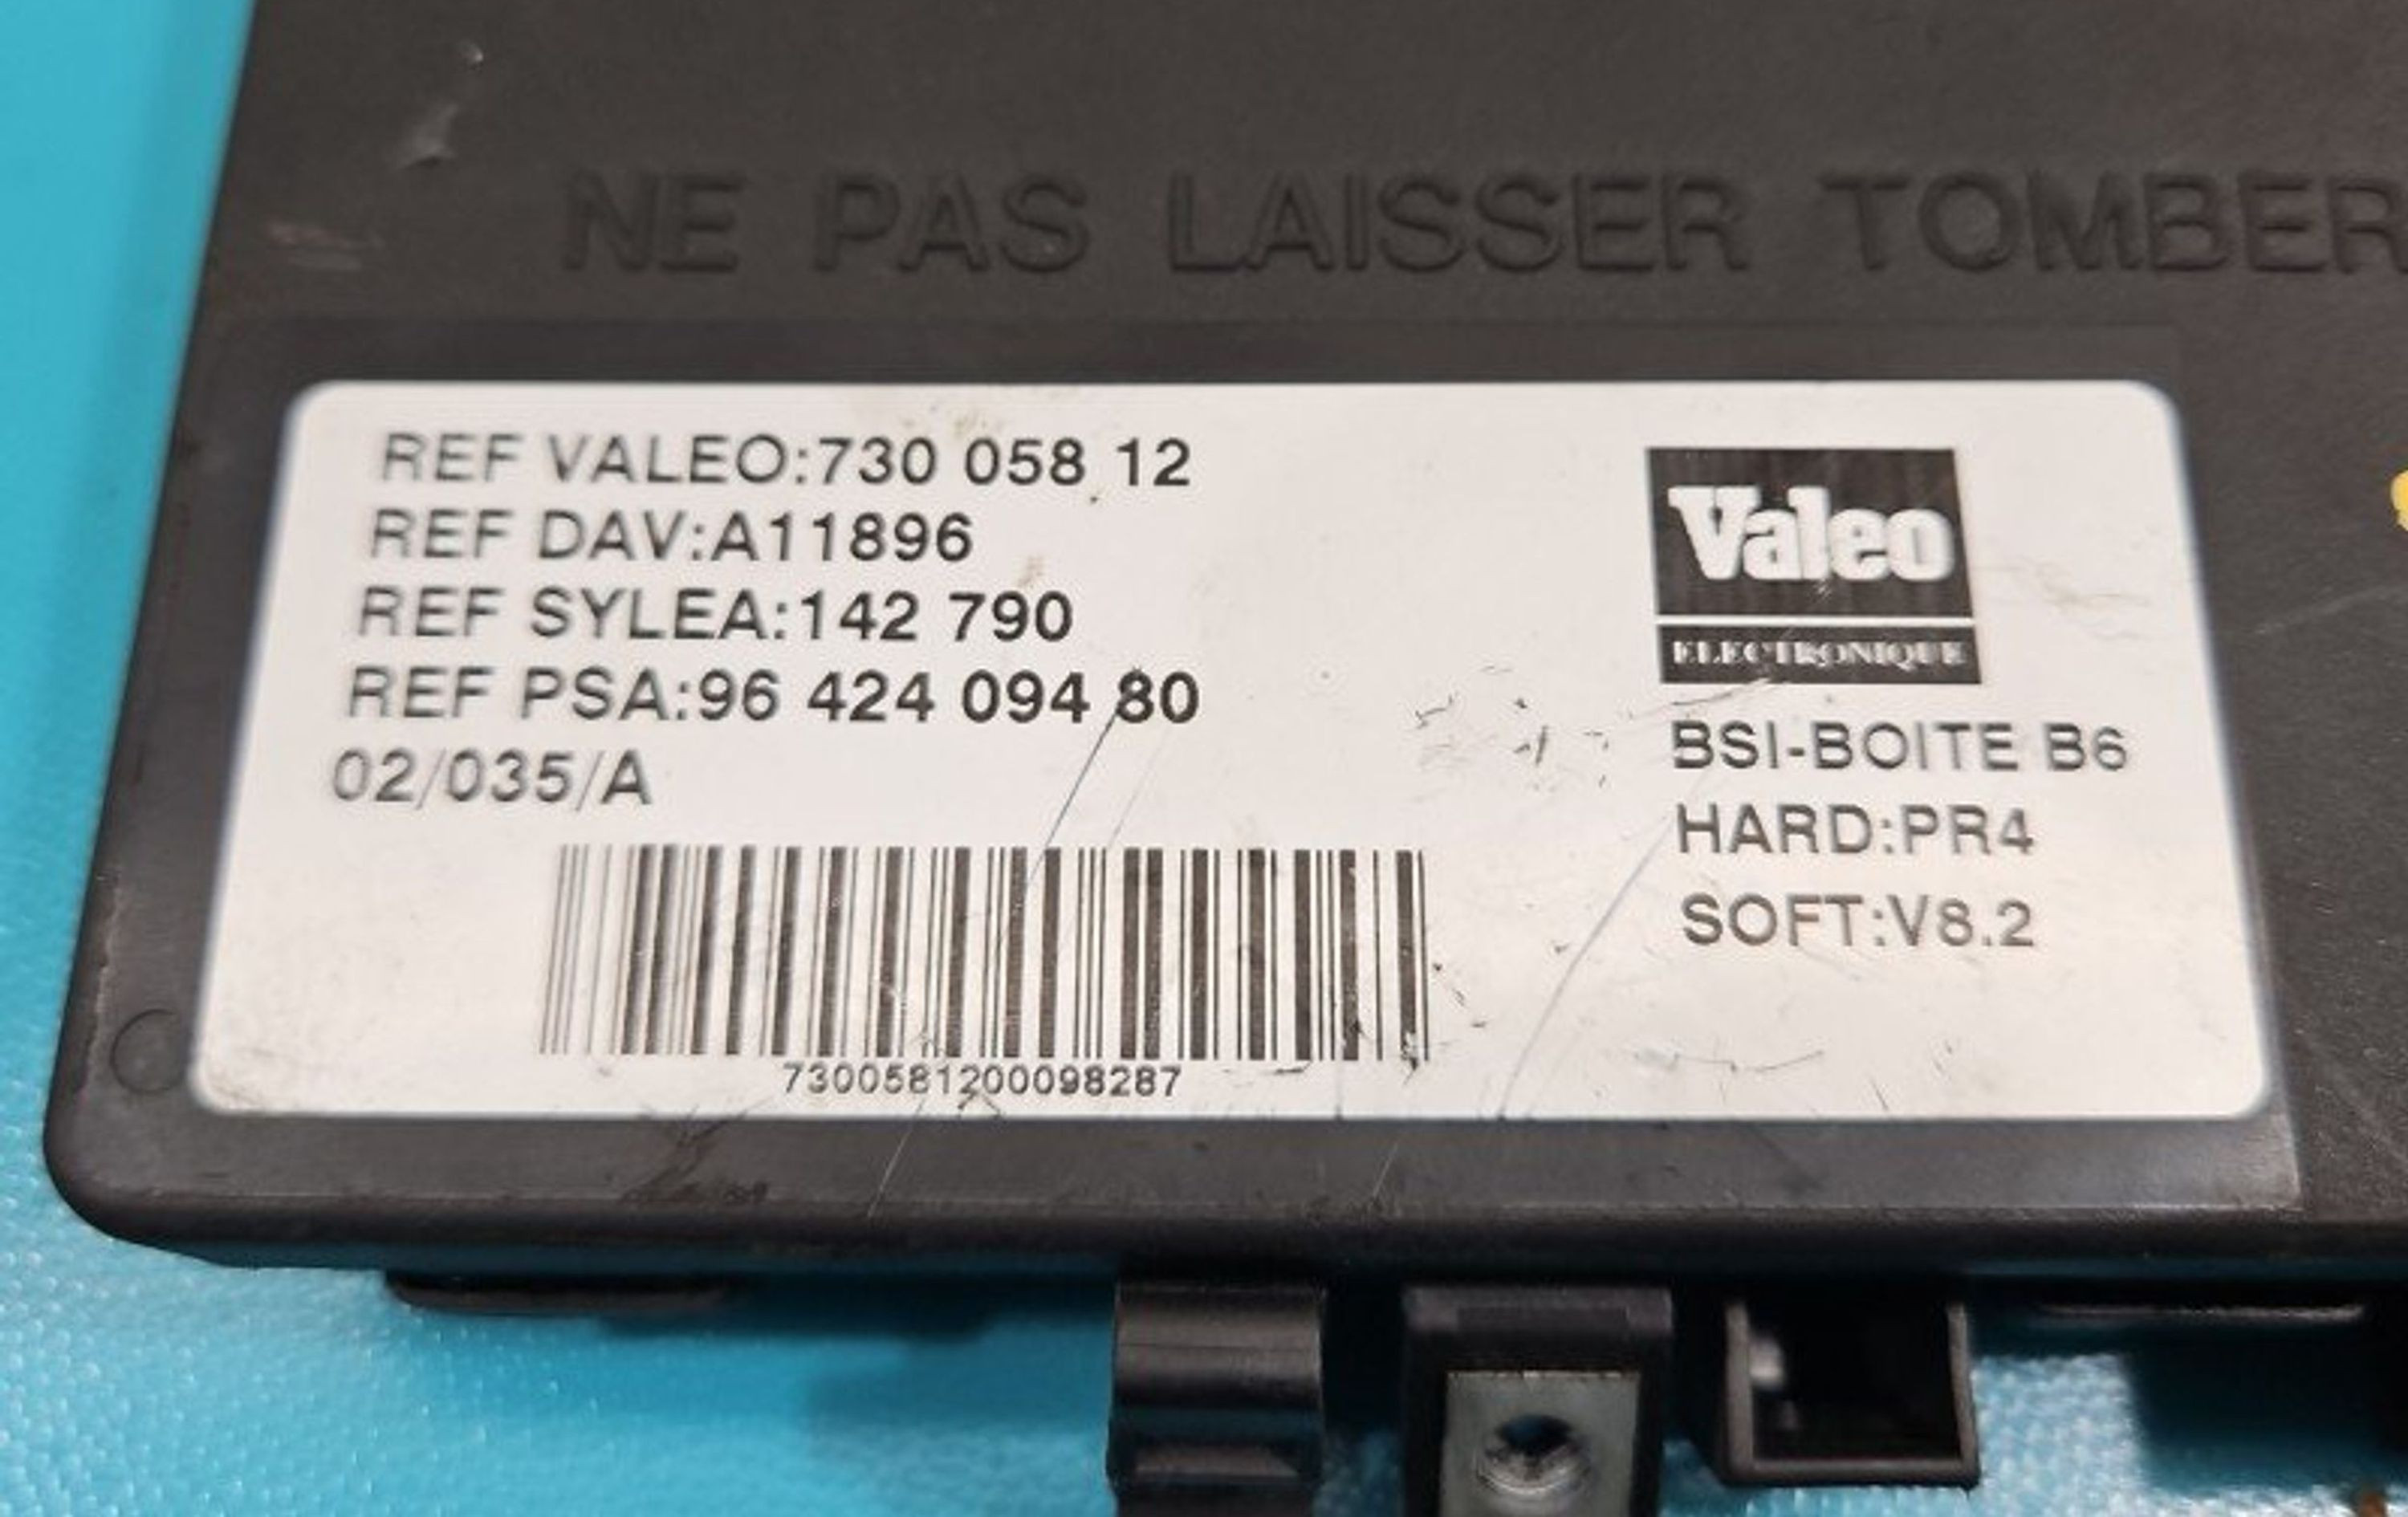 NE PAS LAISSER TOMBER
REF VALEO:730 058 12
REF DAV:A11896
REF SYLEA:142 790
REF PSA:96 424 094 80
02/035/A
7300581200098287
Valeo
ELECTRONIQUE
BSI-BOITE B6
HARD:PR4
SOFT:V8.2